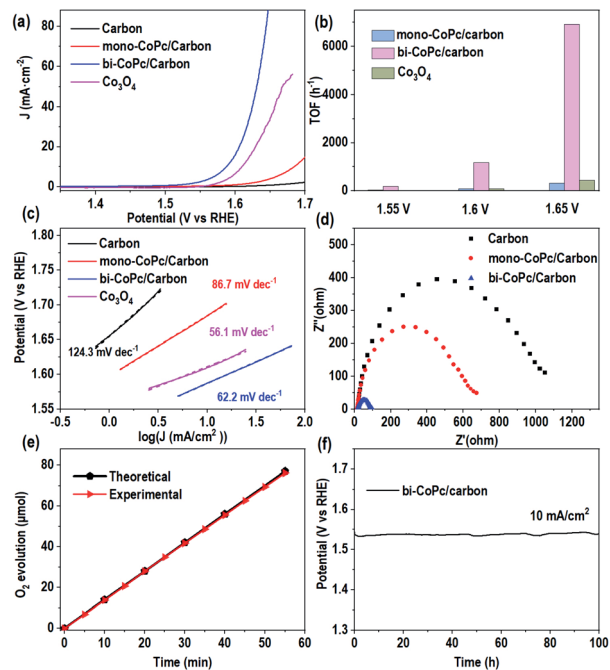 (a)
Carbon
mono-CoPc/Carbon
bi-CoPc/Carbon
Co₃O₄
J (mA·cm⁻²)
80
60
40
20
0
1.4 1.5 1.6 1.7
Potential (V vs RHE)
(b)
mono-CoPc/carbon
bi-CoPc/Carbon
Co₃O₄
TOF (h⁻¹)
6000
4000
2000
0
1.55 V 1.6 V 1.65 V
(c)
Carbon
mono-CoPc/Carbon
bi-CoPc/Carbon
Co₃O₄
Potential (V vs RHE)
1.80
1.75
1.70
1.65
1.60
1.55
86.7 mV dec⁻¹
56.1 mV dec⁻¹
124.3 mV dec⁻¹
62.2 mV dec⁻¹
-0.5 0.0 0.5 1.0 1.5 2.0
log(J (mA/cm² ))
(d)
Carbon
mono-CoPc/Carbon
bi-CoPc/Carbon
Z''(ohm)
500
400
300
200
100
0
0 200 400 600 800 1000 1200
Z'(ohm)
(e)
Theoretical
Experimental
O₂ evolution (μmol)
80
60
40
20
0
0 10 20 30 40 50 60
Time (min)
(f)
bi-CoPc/carbon
10 mA/cm²
Potential (V vs RHE)
1.7
1.6
1.5
1.4
1.3
0 20 40 60 80 100
Time (h)